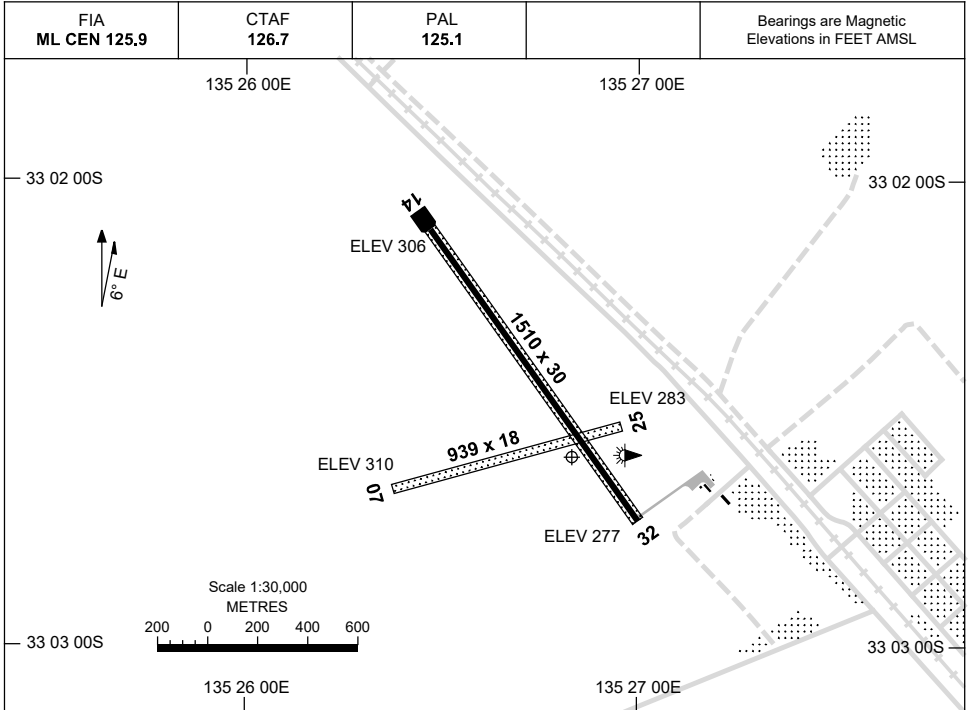 FIA
ML CEN 125.9
CTAF
126.7
PAL
125.1
Bearings are Magnetic
Elevations in FEET AMSL
135 26 00E
135 27 00E
33 02 00S
33 02 00S
14
ELEV 306
6° E
1510 x 30
ELEV 283
25
939 x 18
ELEV 310
07
ELEV 277
32
Scale 1:30,000
METRES
200 0 200 400 600
33 03 00S
33 03 00S
135 26 00E
135 27 00E